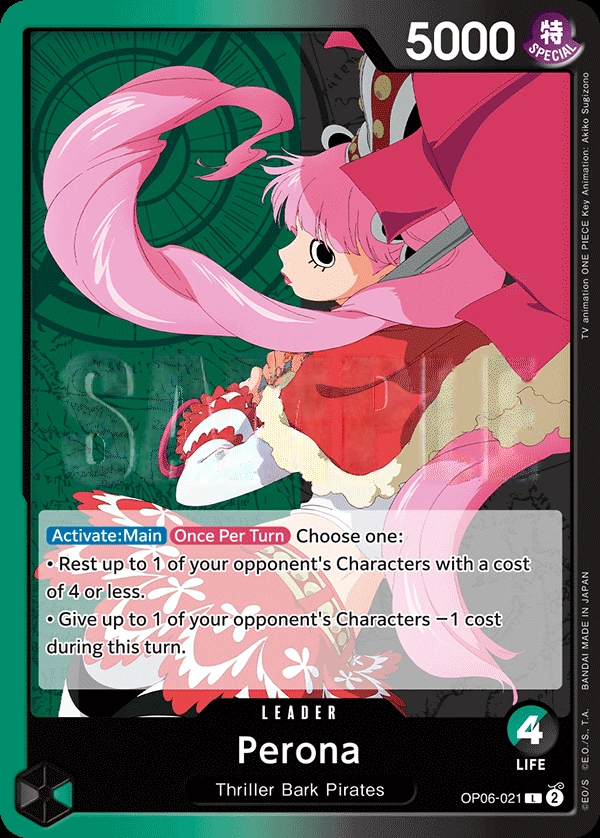 5000
特
SPECIAL
TV animation ONE PIECE Key Animation: Akiko Sugizono
SAMPLE
Activate:Main Once Per Turn Choose one:
• Rest up to 1 of your opponent's Characters with a cost
of 4 or less.
• Give up to 1 of your opponent's Characters −1 cost
during this turn.
BANDAI MADE IN JAPAN
©E.O/S ©E.O./S., T.A.
LEADER
4
LIFE
Perona
Thriller Bark Pirates
OP06-021 L 2